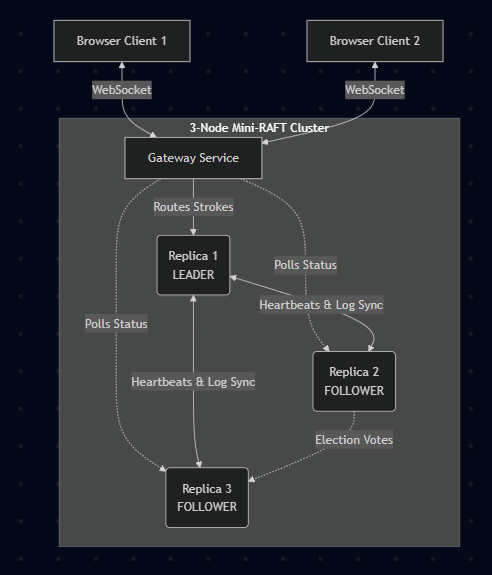 Browser Client 1
Browser Client 2
WebSocket
WebSocket
3-Node Mini-RAFT Cluster
Gateway Service
Routes Strokes
Replica 1
LEADER
Polls Status
Heartbeats & Log Sync
Polls Status
Replica 2
FOLLOWER
Heartbeats & Log Sync
Election Votes
Replica 3
FOLLOWER